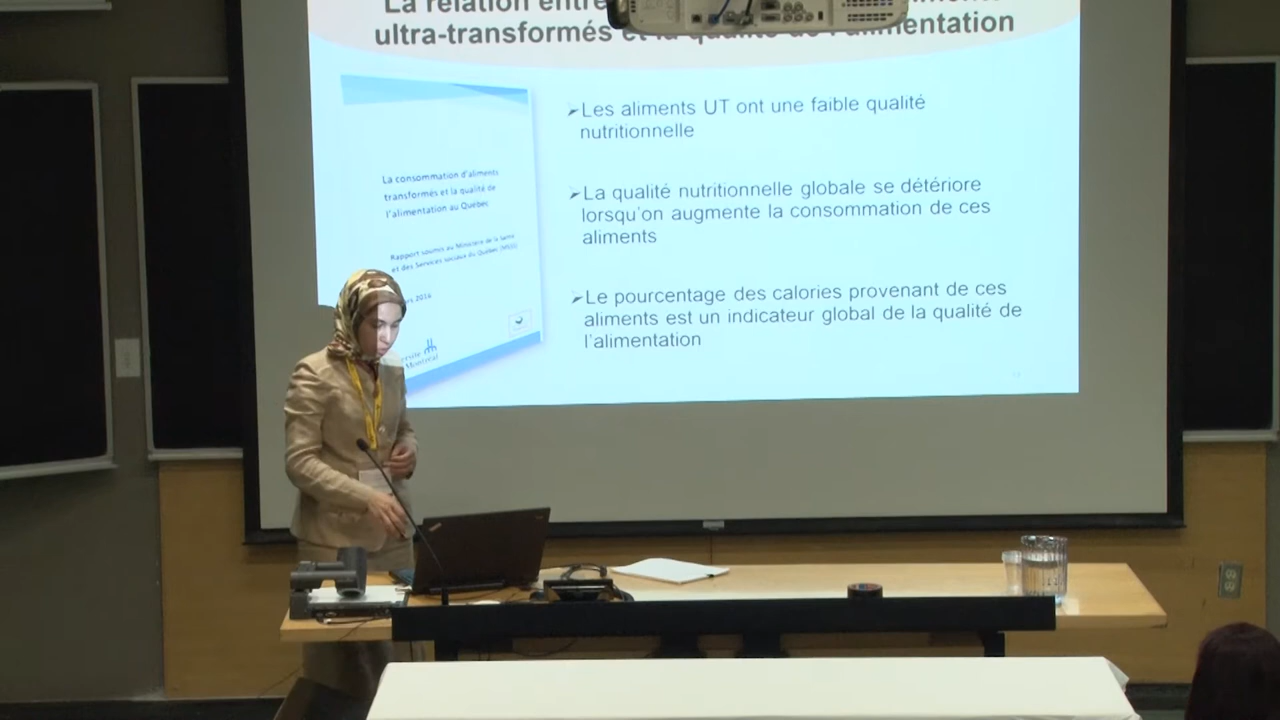 La relation entre
ultra-transformés et la qualité de l'alimentation
➢Les aliments UT ont une faible qualité
nutritionnelle
➢La qualité nutritionnelle globale se détériore
lorsqu'on augmente la consommation de ces
aliments
➢Le pourcentage des calories provenant de ces
aliments est un indicateur global de la qualité de
l'alimentation
La consommation d'aliments
transformés et la qualité de
l'alimentation au Québec
Rapport soumis au Ministère de la Santé
et des Services sociaux du Québec (MSSS)
2014
Montréal